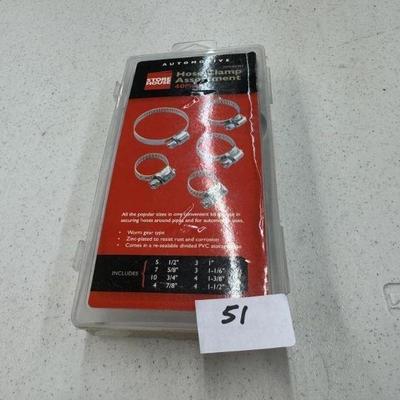 AUTOMOTIVE
STORE
HOUSE
Hose Clamp
Assortment
All the popular sizes in one convenient kit for use in
securing hoses around pipes and for automotive uses.
• Worm gear type
• Zinc-plated to resist rust and corrosion
• Comes in a re-sealable divided PVC storage
INCLUDES
5 1/2" 3 1"
7 5/8" 3 1-1/6"
10 3/4" 4 1-3/8"
4 7/8" 4 1-1/2"
51